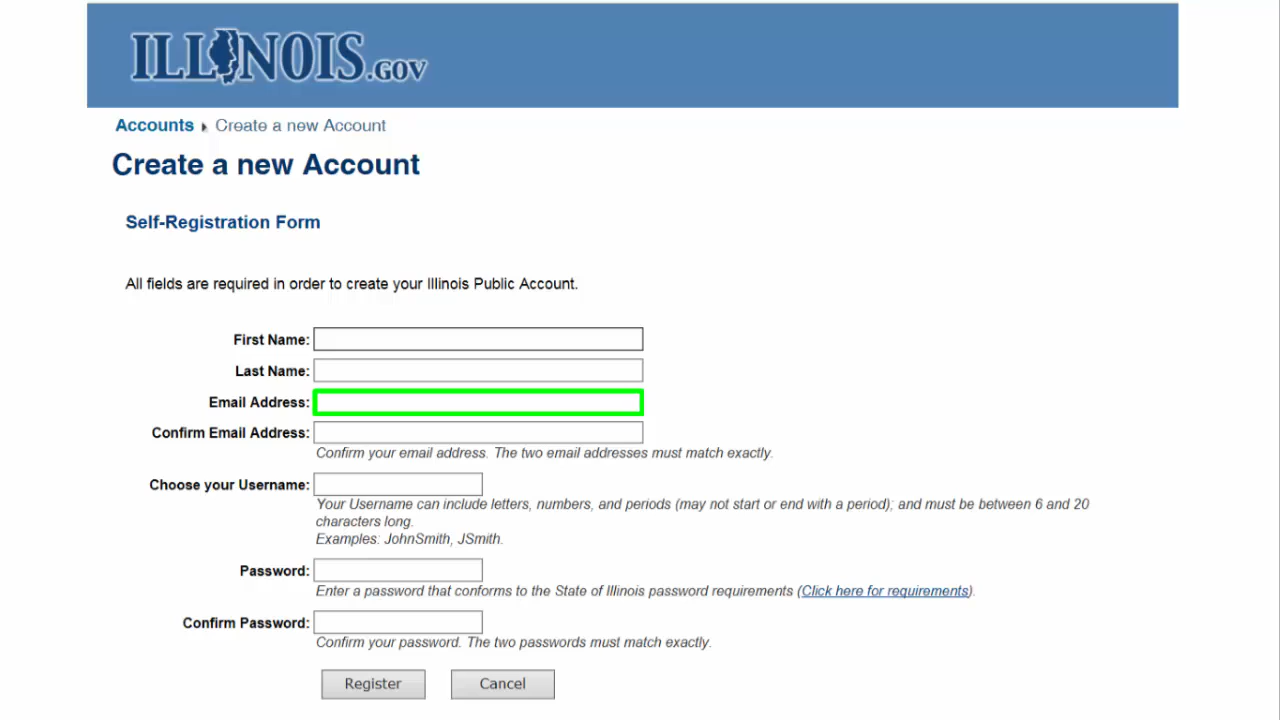 ILLINOIS.GOV
Accounts Create a new Account
Create a new Account
Self-Registration Form
All fields are required in order to create your Illinois Public Account.
First Name:
Last Name:
Email Address:
Confirm Email Address:
Confirm your email address. The two email addresses must match exactly.
Choose your Username:
Your Username can include letters, numbers, and periods (may not start or end with a period); and must be between 6 and 20
characters long.
Examples: JohnSmith, JSmith.
Password:
Enter a password that conforms to the State of Illinois password requirements (Click here for requirements).
Confirm Password:
Confirm your password. The two passwords must match exactly.
Register Cancel